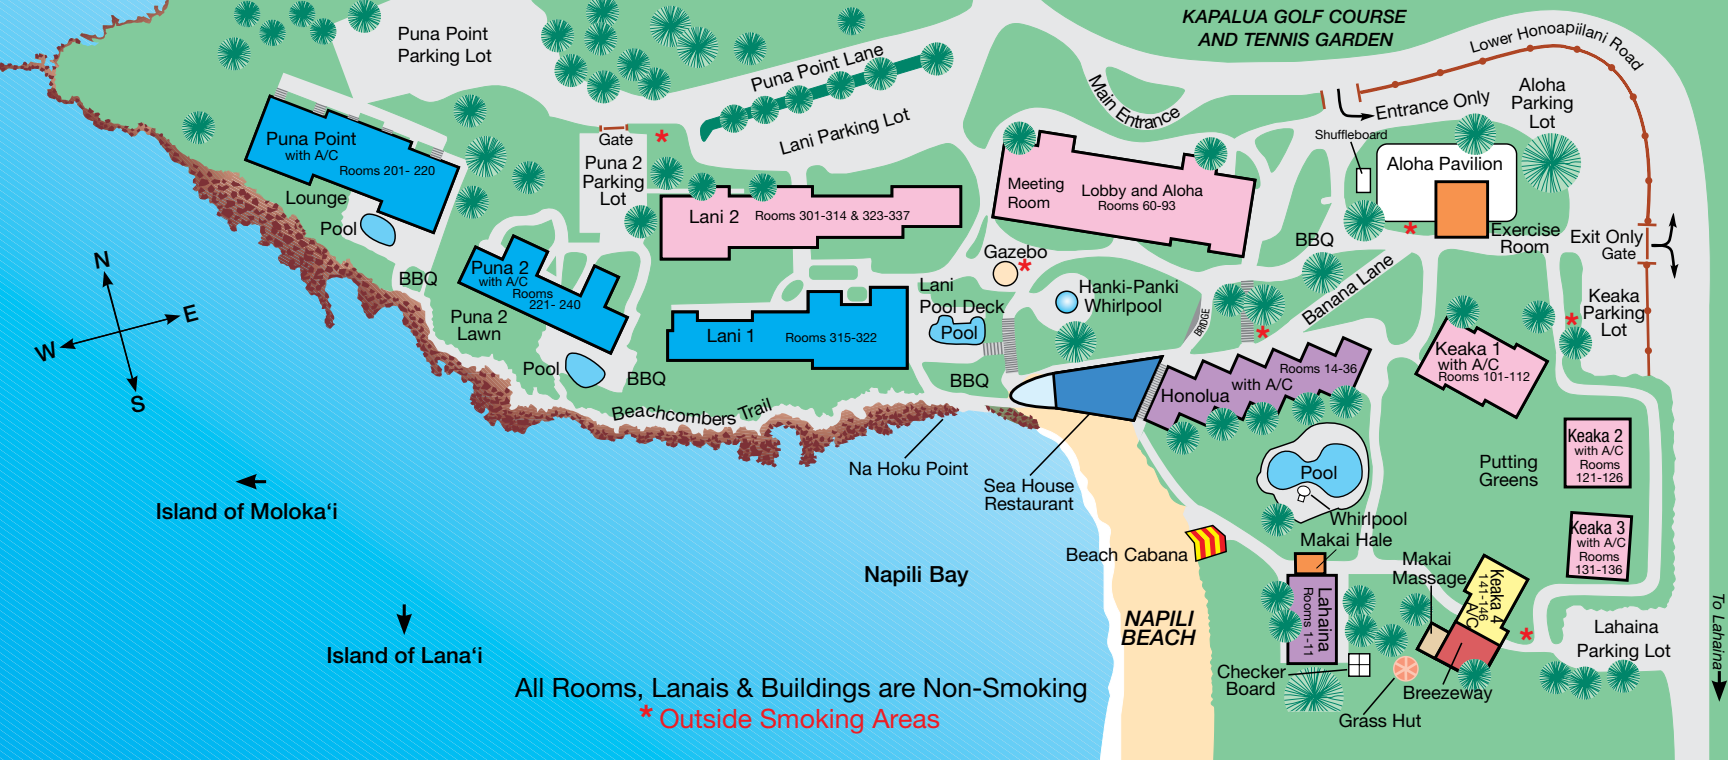 KAPALUA GOLF COURSE
AND TENNIS GARDEN
Lower Honoapiilani Road
Puna Point
Parking Lot
Puna Point Lane
Lani Parking Lot
Main Entrance
Entrance Only
Aloha
Parking
Lot
Shuffleboard
Aloha Pavilion
Exercise
Room
Exit Only
Gate
Gate
*
Puna 2
Parking
Lot
Puna Point
with A/C
Rooms 201- 220
Lounge
Pool
BBQ
Puna 2
with A/C
Rooms
221- 240
Puna 2
Lawn
Pool
BBQ
Lani 2
Rooms 301-314 & 323-337
Lani 1
Rooms 315-322
Meeting
Room
Lobby and Aloha
Rooms 60-93
Gazebo
*
Lani
Pool Deck
Pool
Hanki-Panki
Whirlpool
BRIDGE
BBQ
*
Banana Lane
*
Keaka
Parking
Lot
*
Keaka 1
with A/C
Rooms 101-112
BBQ
Honolua
with A/C
Rooms 14-36
Beachcombers Trail
Na Hoku Point
Sea House
Restaurant
Pool
Whirlpool
Putting
Greens
Keaka 2
with A/C
Rooms
121-126
Keaka 3
with A/C
Rooms
131-136
Keaka 4
141-146
A/C
Makai Hale
Makai
Massage
Beach Cabana
Lahaina
Rooms 1-11
Checker
Board
Grass Hut
Breezeway
*
Lahaina
Parking Lot
To Lahaina
N
E
W
S
Island of Moloka‘i
Island of Lana‘i
Napili Bay
NAPILI
BEACH
All Rooms, Lanais & Buildings are Non-Smoking
* Outside Smoking Areas